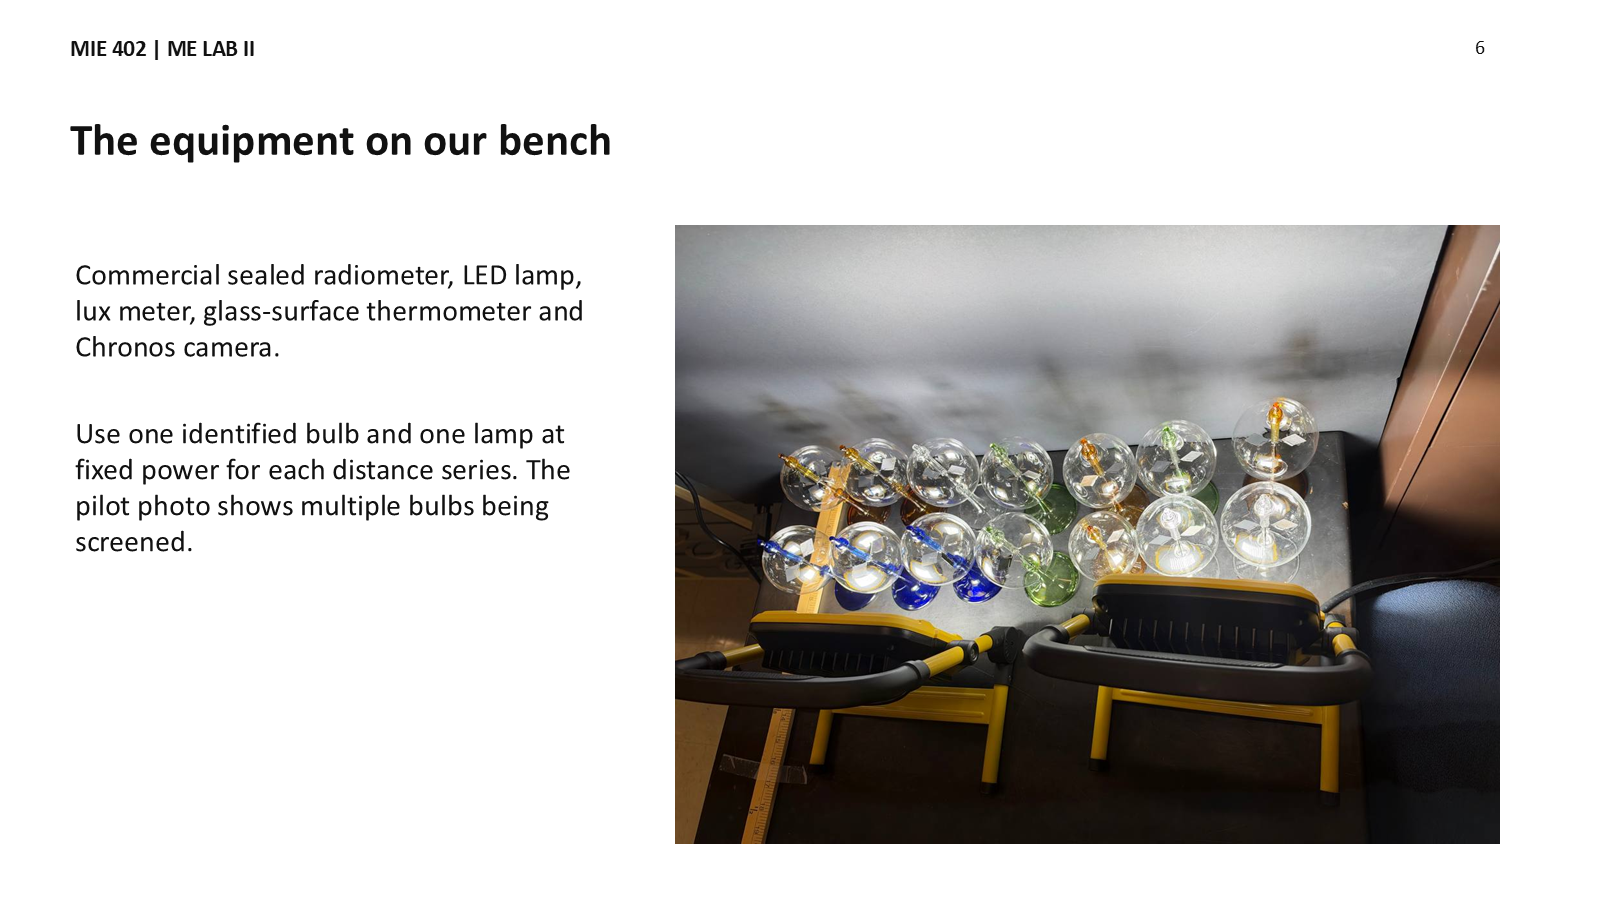 MIE 402 | ME LAB II
6
The equipment on our bench
Commercial sealed radiometer, LED lamp,
lux meter, glass-surface thermometer and
Chronos camera.
Use one identified bulb and one lamp at
fixed power for each distance series. The
pilot photo shows multiple bulbs being
screened.